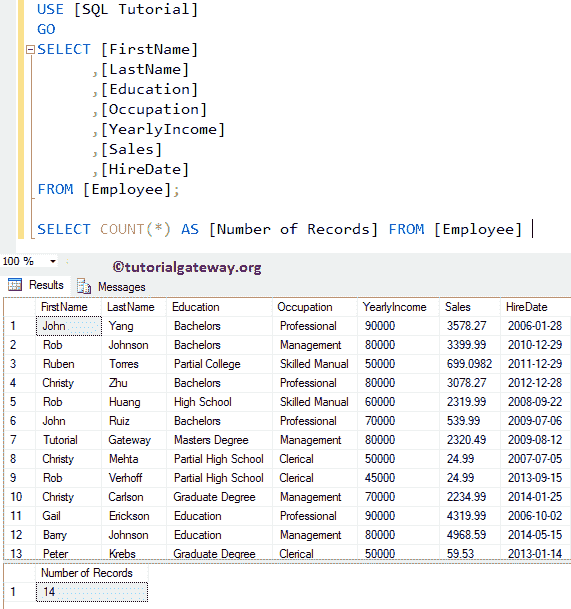 USE [SQL Tutorial]
GO
SELECT [FirstName]
,[LastName]
,[Education]
,[Occupation]
,[YearlyIncome]
,[Sales]
,[HireDate]
FROM [Employee];
SELECT COUNT(*) AS [Number of Records] FROM [Employee]
100 %
©tutorialgateway.org
Results Messages
FirstName LastName Education Occupation YearlyIncome Sales HireDate
1 John Yang Bachelors Professional 90000 3578.27 2006-01-28
2 Rob Johnson Bachelors Management 80000 3399.99 2010-12-29
3 Ruben Torres Partial College Skilled Manual 50000 699.0982 2011-12-29
4 Christy Zhu Bachelors Professional 80000 3078.27 2012-12-28
5 Rob Huang High School Skilled Manual 60000 2319.99 2008-09-22
6 John Ruiz Bachelors Professional 70000 539.99 2009-07-06
7 Tutorial Gateway Masters Degree Management 80000 2320.49 2009-08-12
8 Christy Mehta Partial High School Clerical 50000 24.99 2007-07-05
9 Rob Verhoff Partial High School Clerical 45000 24.99 2013-09-15
10 Christy Carlson Graduate Degree Management 70000 2234.99 2014-01-25
11 Gail Erickson Education Professional 90000 4319.99 2006-10-02
12 Barry Johnson Education Management 80000 4968.59 2014-05-15
13 Peter Krebs Graduate Degree Clerical 50000 59.53 2013-01-14
Number of Records
1 14